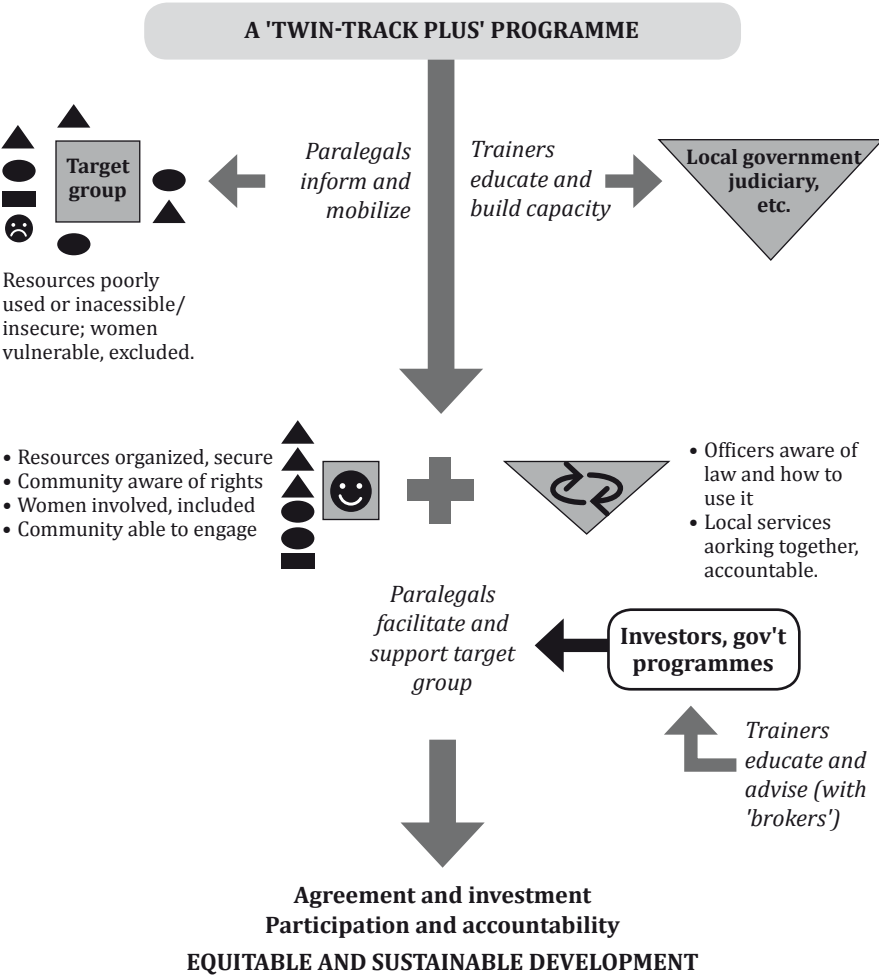 A 'TWIN-TRACK PLUS' PROGRAMME
Target
group
Paralegals
inform and
mobilize
Trainers
educate and
build capacity
Local government
judiciary,
etc.
Resources poorly
used or inacessible/
insecure; women
vulnerable, excluded.
• Resources organized, secure
• Community aware of rights
• Women involved, included
• Community able to engage
• Officers aware of
law and how to
use it
• Local services
aorking together,
accountable.
Paralegals
facilitate and
support target
group
Investors, gov't
programmes
Trainers
educate and
advise (with
'brokers')
Agreement and investment
Participation and accountability
EQUITABLE AND SUSTAINABLE DEVELOPMENT